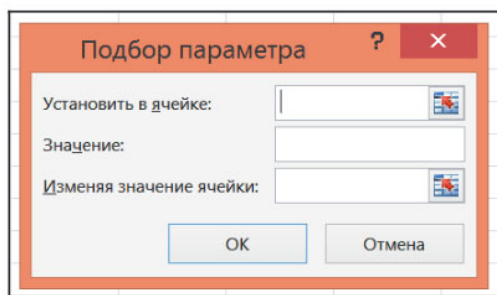 Подбор параметра ? ×
Установить в ячейке:
Значение:
Изменяя значение ячейки:
ОК Отмена